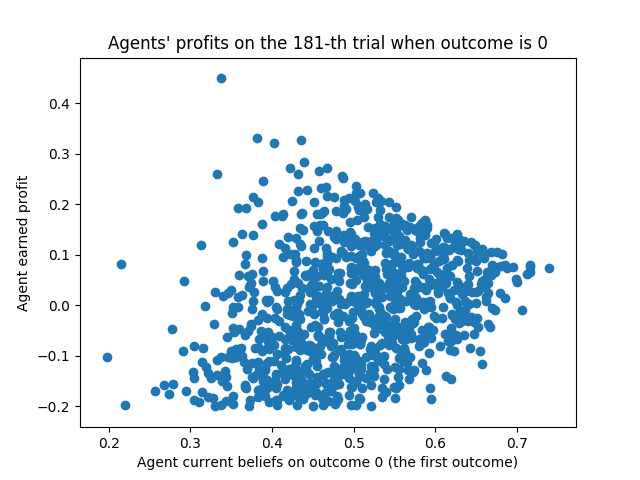 Agents' profits on the 181-th trial when outcome is 0
0.4
0.3
0.2
0.1
0.0
−0.1
−0.2
Agent earned profit
0.2 0.3 0.4 0.5 0.6 0.7
Agent current beliefs on outcome 0 (the first outcome)